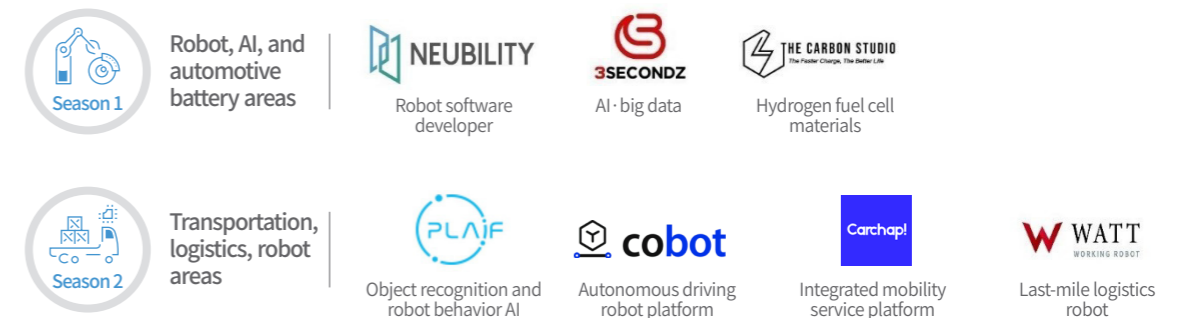 Season 1
Robot, AI, and
automotive
battery areas
NEUBILITY
Robot software
developer
3SECONDZ
AI·big data
THE CARBON STUDIO
The Faster Charge, The Better Life
Hydrogen fuel cell
materials
Season 2
Transportation,
logistics, robot
areas
PLAIF
Object recognition and
robot behavior AI
cobot
Autonomous driving
robot platform
Carchap!
Integrated mobility
service platform
WATT
WORKING ROBOT
Last-mile logistics
robot